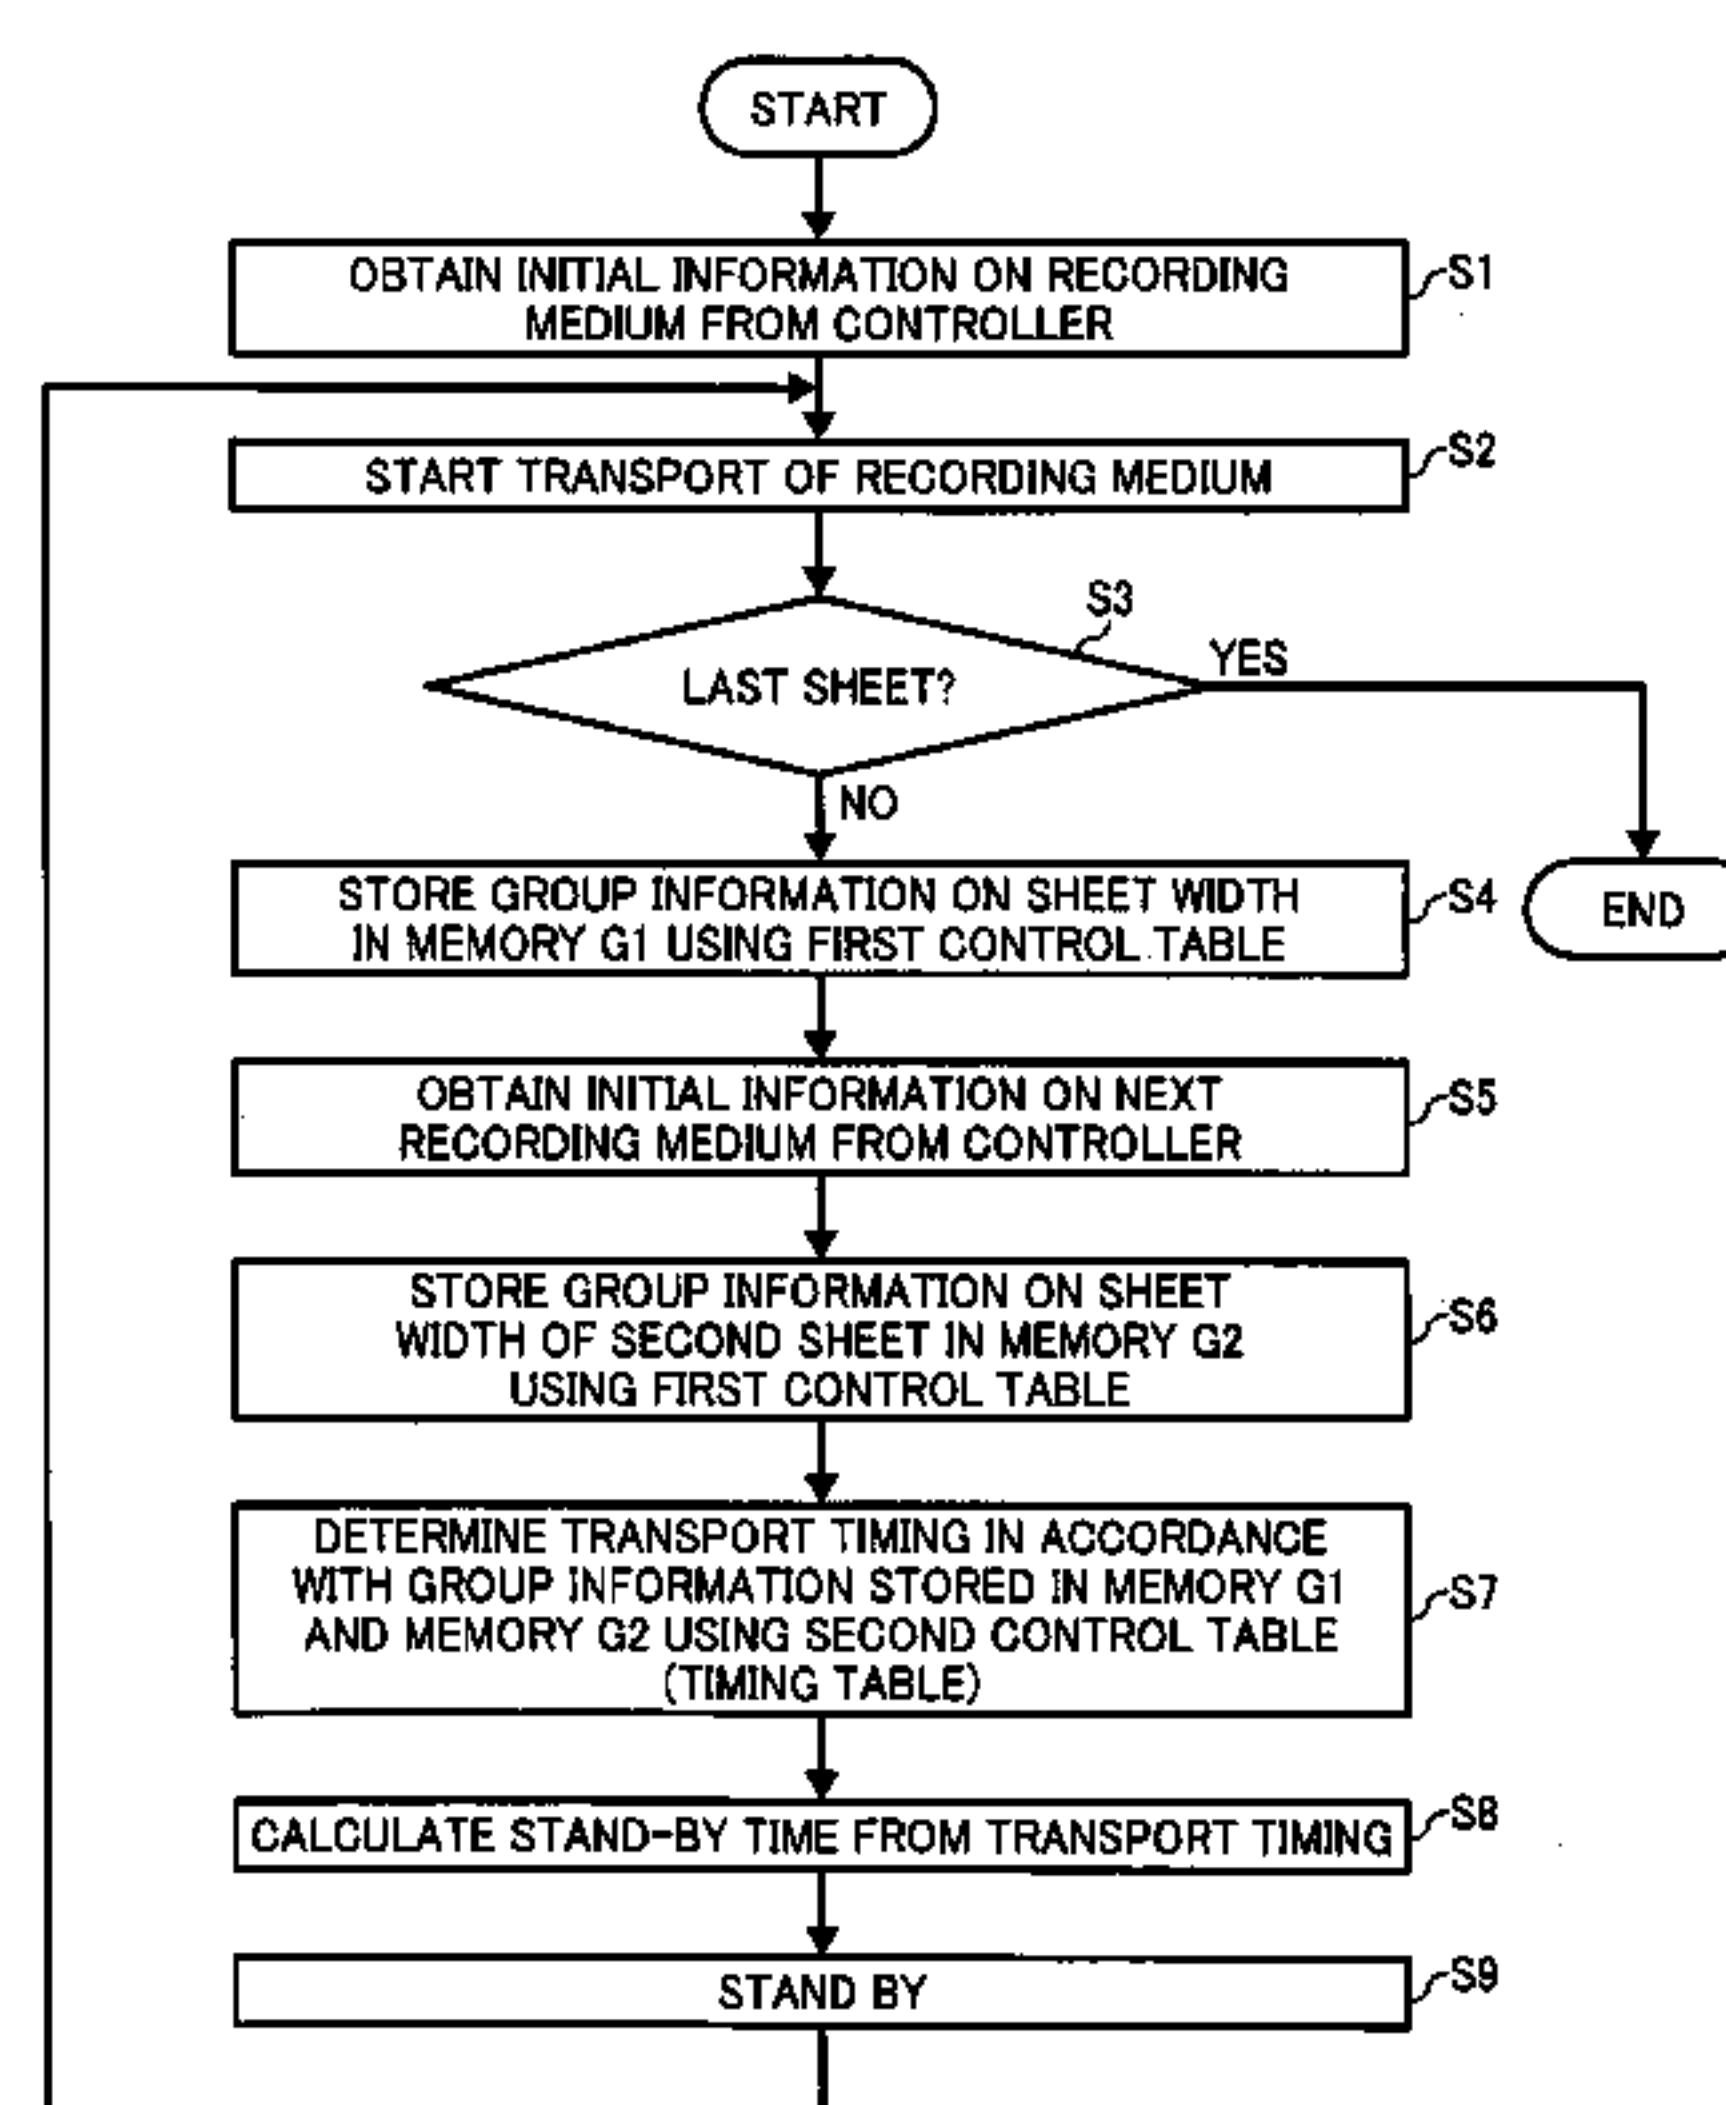 START
OBTAIN INITIAL INFORMATION ON RECORDING
MEDIUM FROM CONTROLLER
S1
START TRANSPORT OF RECORDING MEDIUM
S2
S3
LAST SHEET?
YES
NO
STORE GROUP INFORMATION ON SHEET WIDTH
IN MEMORY G1 USING FIRST CONTROL TABLE
S4
END
OBTAIN INITIAL INFORMATION ON NEXT
RECORDING MEDIUM FROM CONTROLLER
S5
STORE GROUP INFORMATION ON SHEET
WIDTH OF SECOND SHEET IN MEMORY G2
USING FIRST CONTROL TABLE
S6
DETERMINE TRANSPORT TIMING IN ACCORDANCE
WITH GROUP INFORMATION STORED IN MEMORY G1
AND MEMORY G2 USING SECOND CONTROL TABLE
(TIMING TABLE)
S7
CALCULATE STAND-BY TIME FROM TRANSPORT TIMING
S8
STAND BY
S9